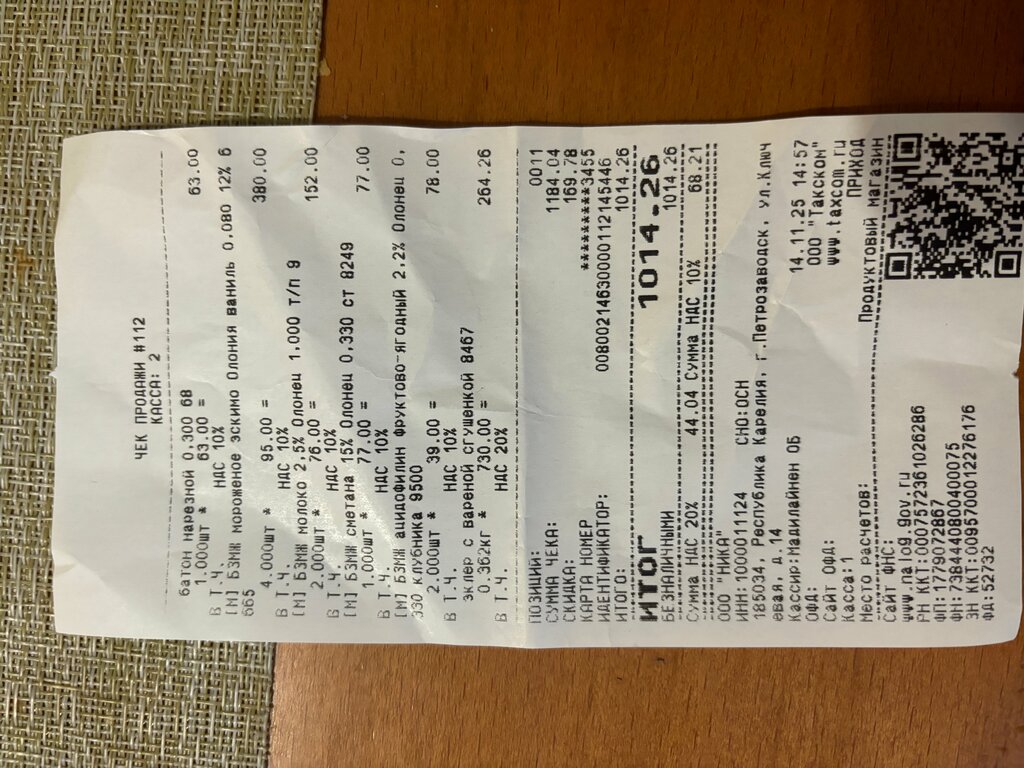 ЧЕК ПРОДАЖИ #112
КАССА: 2
батон нарезной 0,300 68
1.000шт * 63.00 = 63.00
В Т.Ч. НДС 10%
[М] БЗМЖ мороженое эскимо Олония ваниль 0,080 12% 6
665
4.000шт * 95.00 = 380.00
В Т.Ч. НДС 10%
[М] БЗМЖ молоко 2,5% Олонец 1.000 т/п 9
2.000шт * 76.00 = 152.00
В Т.Ч. НДС 10%
[М] БЗМЖ сметана 15% Олонец 0,330 ст 8249
1.000шт * 77.00 = 77.00
В Т.Ч. НДС 10%
[М] БЗМЖ ацидофилин фруктово-ягодный 2,2% Олонец 0,
330 клубника 9500
2.000шт * 39.00 = 78.00
В Т.Ч. НДС 10%
эклер с вареной сгущенкой 8467
0.362кг * 730.00 = 264.26
В Т.Ч. НДС 20%
ПОЗИЦИЙ: 0011
СУММА ЧЕКА: 1184.04
СКИДКА: 169.78
КАРТА НОМЕР ************3455
ИДЕНТИФИКАТОР: 00800214630000112145446
ИТОГО: 1014.26
ИТОГ 1014.26
БЕЗНАЛИЧНЫМИ 1014.26
Сумма НДС 20% 44.04 Сумма НДС 10% 68.21
ООО "НИКА"
ИНН:1000011124 СНО:ОСН
185034, Республика Карелия, г.Петрозаводск, ул.Ключ
евая, д.14
Кассир:Мадилайнен ОБ 14.11.25 14:57
Офд: ООО "Такском"
Сайт офд: www.taxcom.ru
Касса:1 ПРИХОД
Место расчетов: Продуктовый магазин
Сайт ФНС:
www.nalog.gov.ru
РН ККТ:0007572361026286
ФП:1779072867
ФН:7384440800400075
ЗН ККТ:0095700012276176
ФД:52732